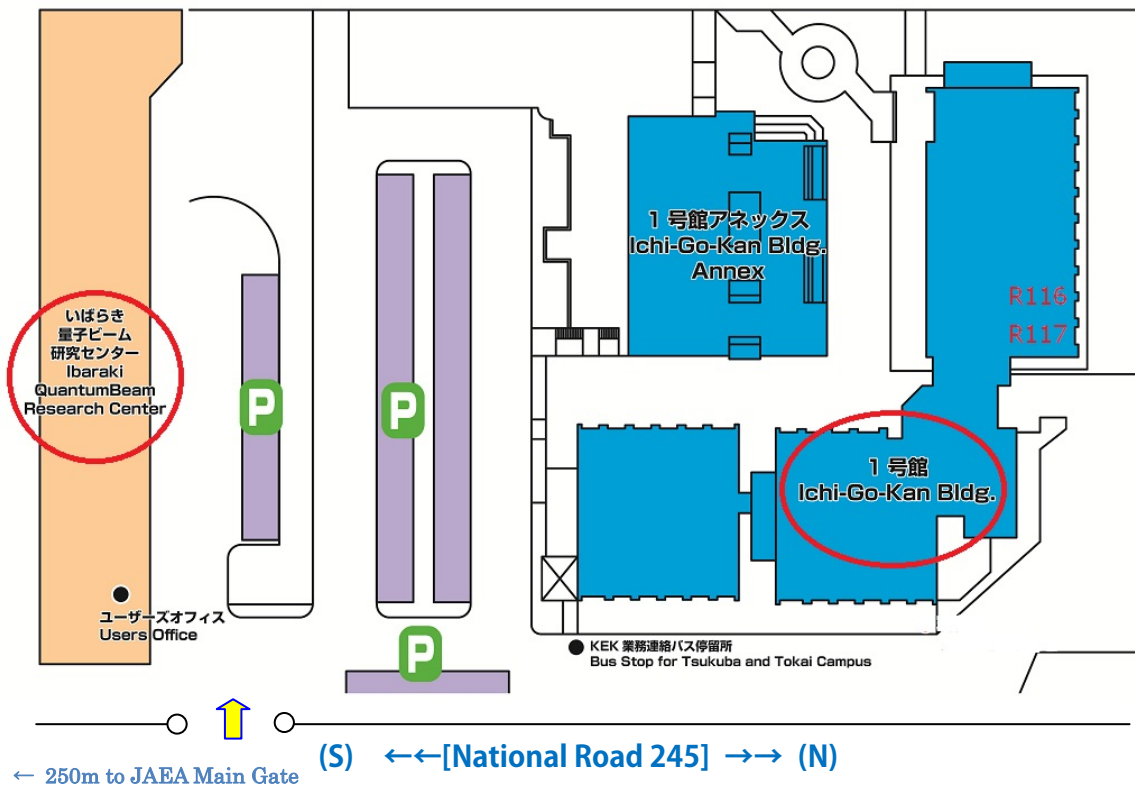 1 号館アネックス
Ichi-Go-Kan Bldg.
Annex
R116
R117
いばらき
量子ビーム
研究センター
Ibaraki
QuantumBeam
Research Center
P
P
1 号館
Ichi-Go-Kan Bldg.
ユーザーズオフィス
Users Office
P
KEK 業務連絡バス停留所
Bus Stop for Tsukuba and Tokai Campus
(S) ←←[National Road 245] →→ (N)
← 250m to JAEA Main Gate